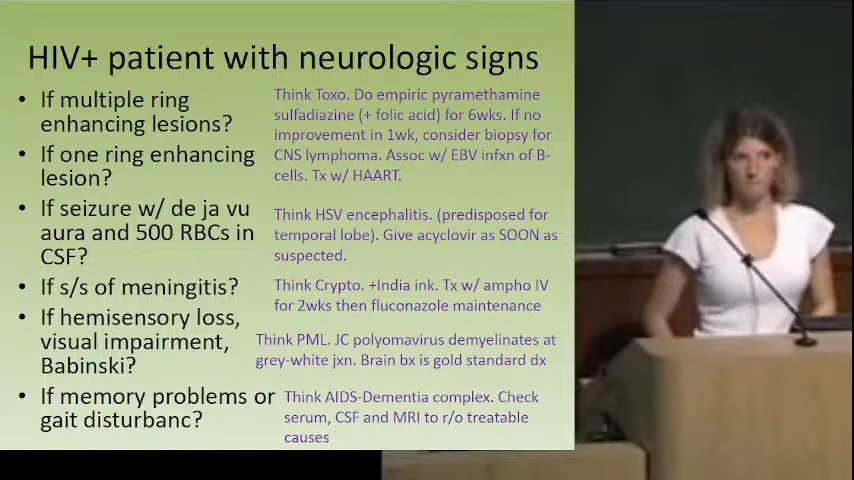 HIV+ patient with neurologic signs
• If multiple ring
enhancing lesions?
Think Toxo. Do empiric pyramethamine
sulfadiazine (+ folic acid) for 6wks. If no
improvement in 1wk, consider biopsy for
CNS lymphoma. Assoc w/ EBV infxn of B-
cells. Tx w/ HAART.
• If one ring enhancing
lesion?
• If seizure w/ de ja vu
aura and 500 RBCs in
CSF?
Think HSV encephalitis. (predisposed for
temporal lobe). Give acyclovir as SOON as
suspected.
• If s/s of meningitis?
Think Crypto. +India ink. Tx w/ ampho IV
for 2wks then fluconazole maintenance
• If hemisensory loss,
visual impairment,
Babinski?
Think PML. JC polyomavirus demyelinates at
grey-white jxn. Brain bx is gold standard dx
• If memory problems or
gait disturbanc?
Think AIDS-Dementia complex. Check
serum, CSF and MRI to r/o treatable
causes